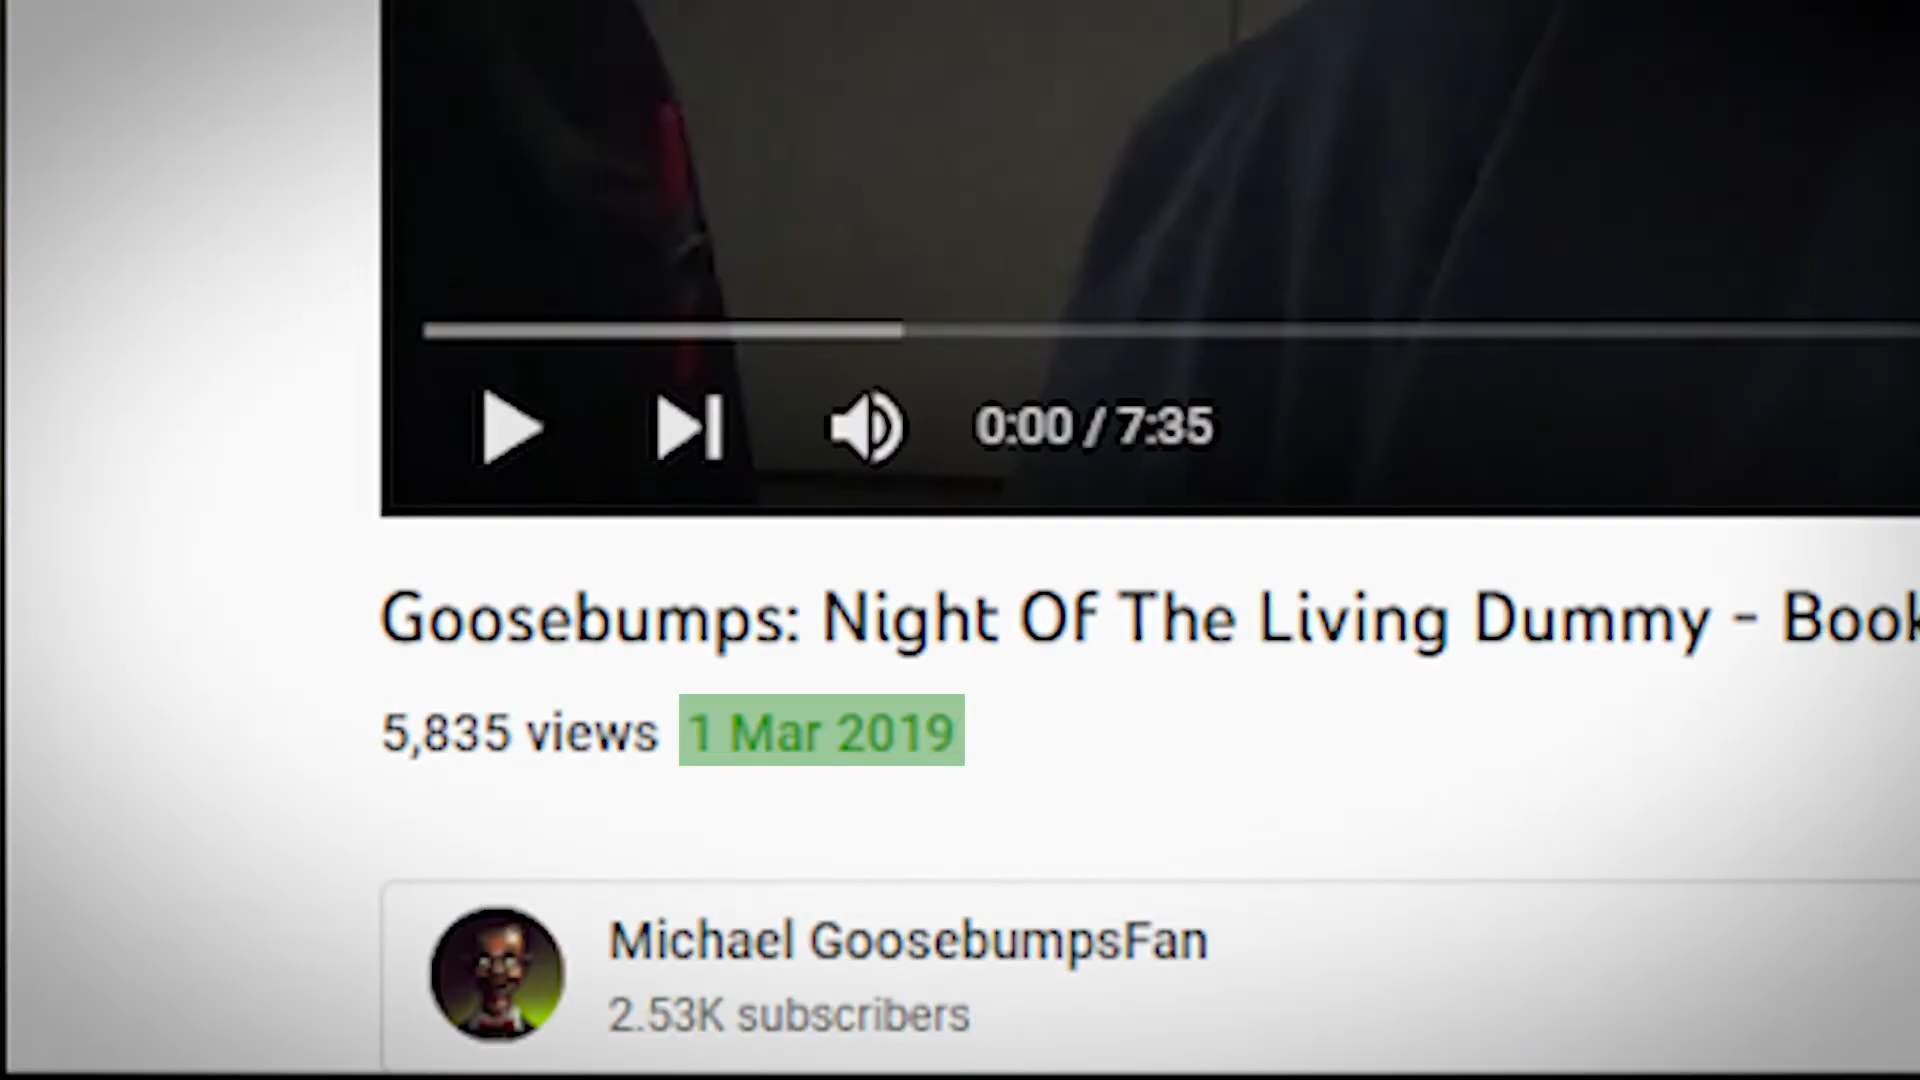 0:00 / 7:35
Goosebumps: Night Of The Living Dummy - Book
5,835 views 1 Mar 2019
Michael GoosebumpsFan
2.53K subscribers